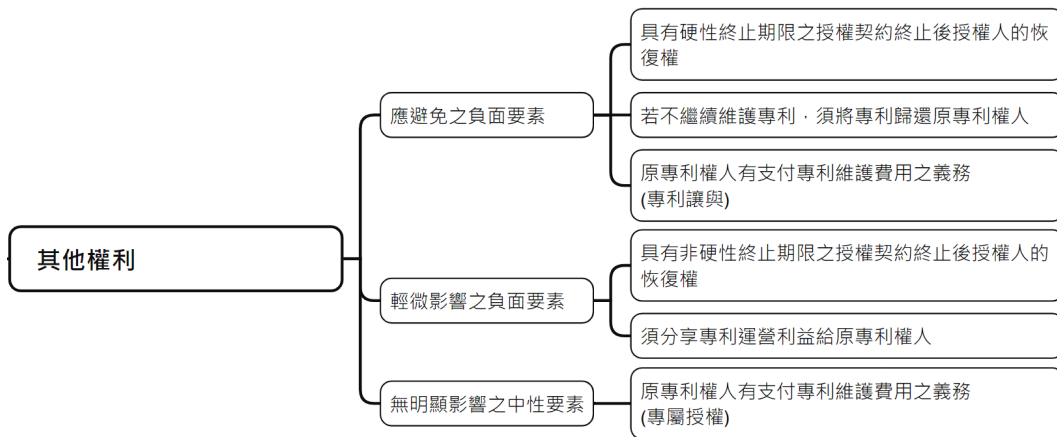 其他權利
應避免之負面要素
具有硬性終止期限之授權契約終止後授權人的恢
復權
若不繼續維護專利，須將專利歸還原專利權人
原專利權人有支付專利維護費用之義務
(專利讓與)
輕微影響之負面要素
具有非硬性終止期限之授權契約終止後授權人的
恢復權
須分享專利運營利益給原專利權人
無明顯影響之中性要素
原專利權人有支付專利維護費用之義務
(專屬授權)